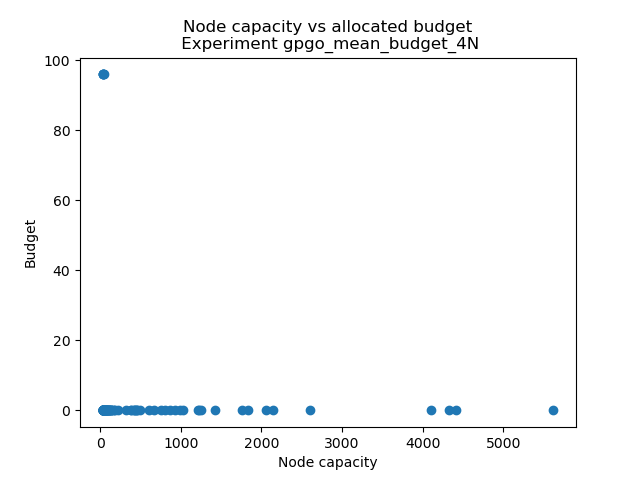 Node capacity vs allocated budget
Experiment gpgo_mean_budget_4N
100
80
60
40
20
0
Budget
0 1000 2000 3000 4000 5000
Node capacity